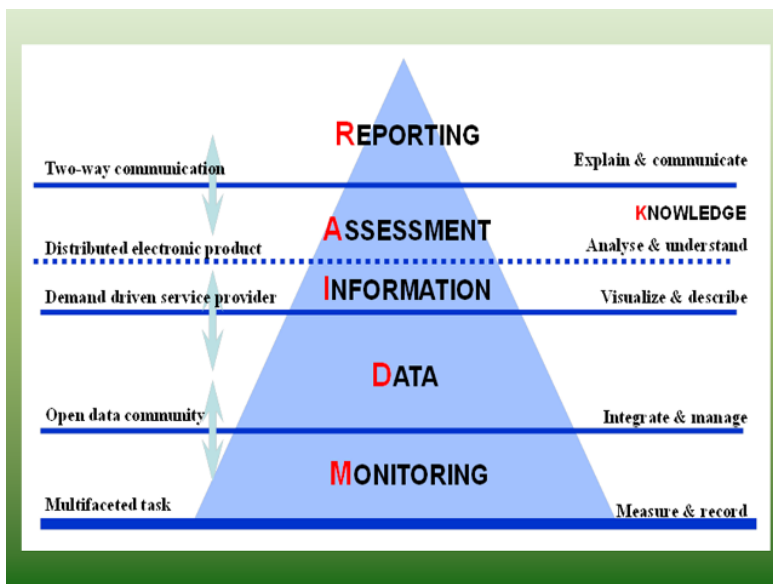 REPORTING
Two-way communication
Explain & communicate
KNOWLEDGE
ASSESSMENT
Distributed electronic product
Analyse & understand
INFORMATION
Demand driven service provider
Visualize & describe
DATA
Open data community
Integrate & manage
MONITORING
Multifaceted task
Measure & record